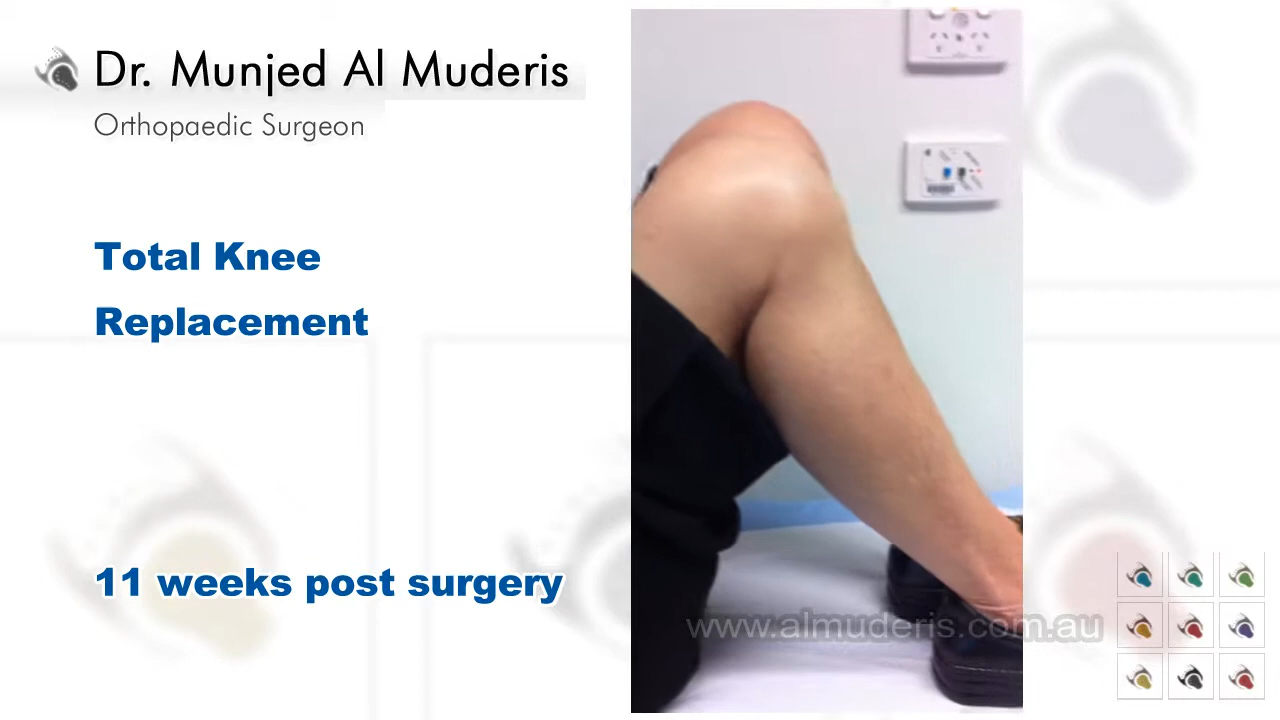 Dr. Munjed Al Muderis
Orthopaedic Surgeon
Total Knee
Replacement
11 weeks post surgery
www.almuderis.com.au